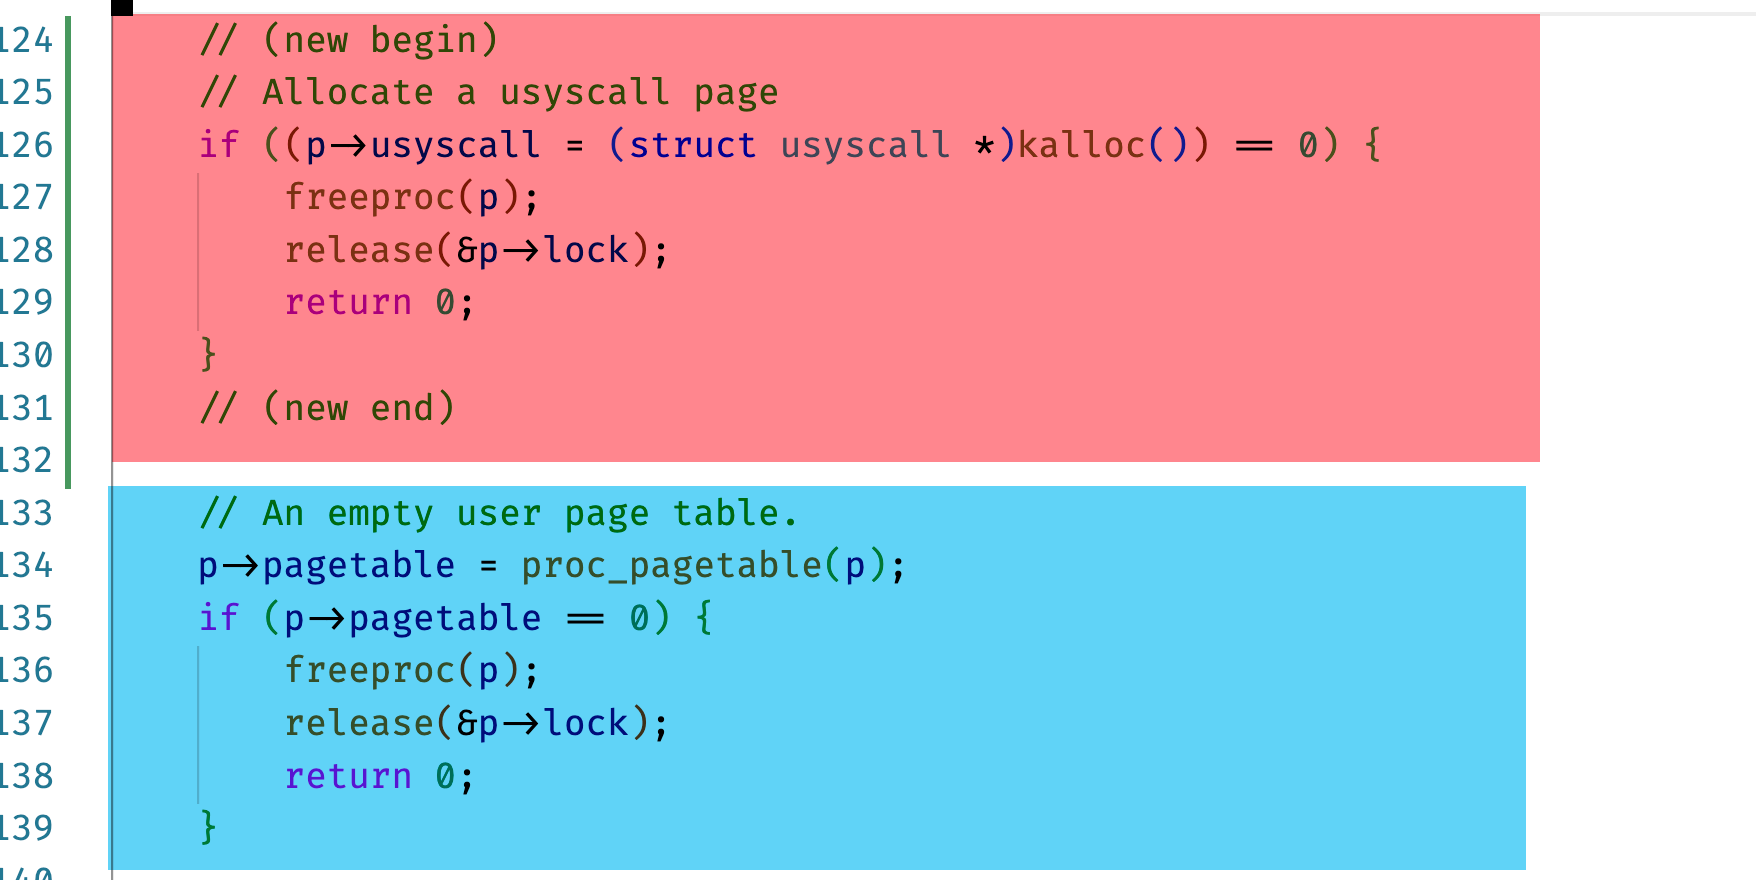 124 // (new begin)
125 // Allocate a usyscall page
126 if ((p->usyscall = (struct usyscall *)kalloc()) == 0) {
127 freeproc(p);
128 release(&p->lock);
129 return 0;
130 }
131 // (new end)
132
133 // An empty user page table.
134 p->pagetable = proc_pagetable(p);
135 if (p->pagetable == 0) {
136 freeproc(p);
137 release(&p->lock);
138 return 0;
139 }
140